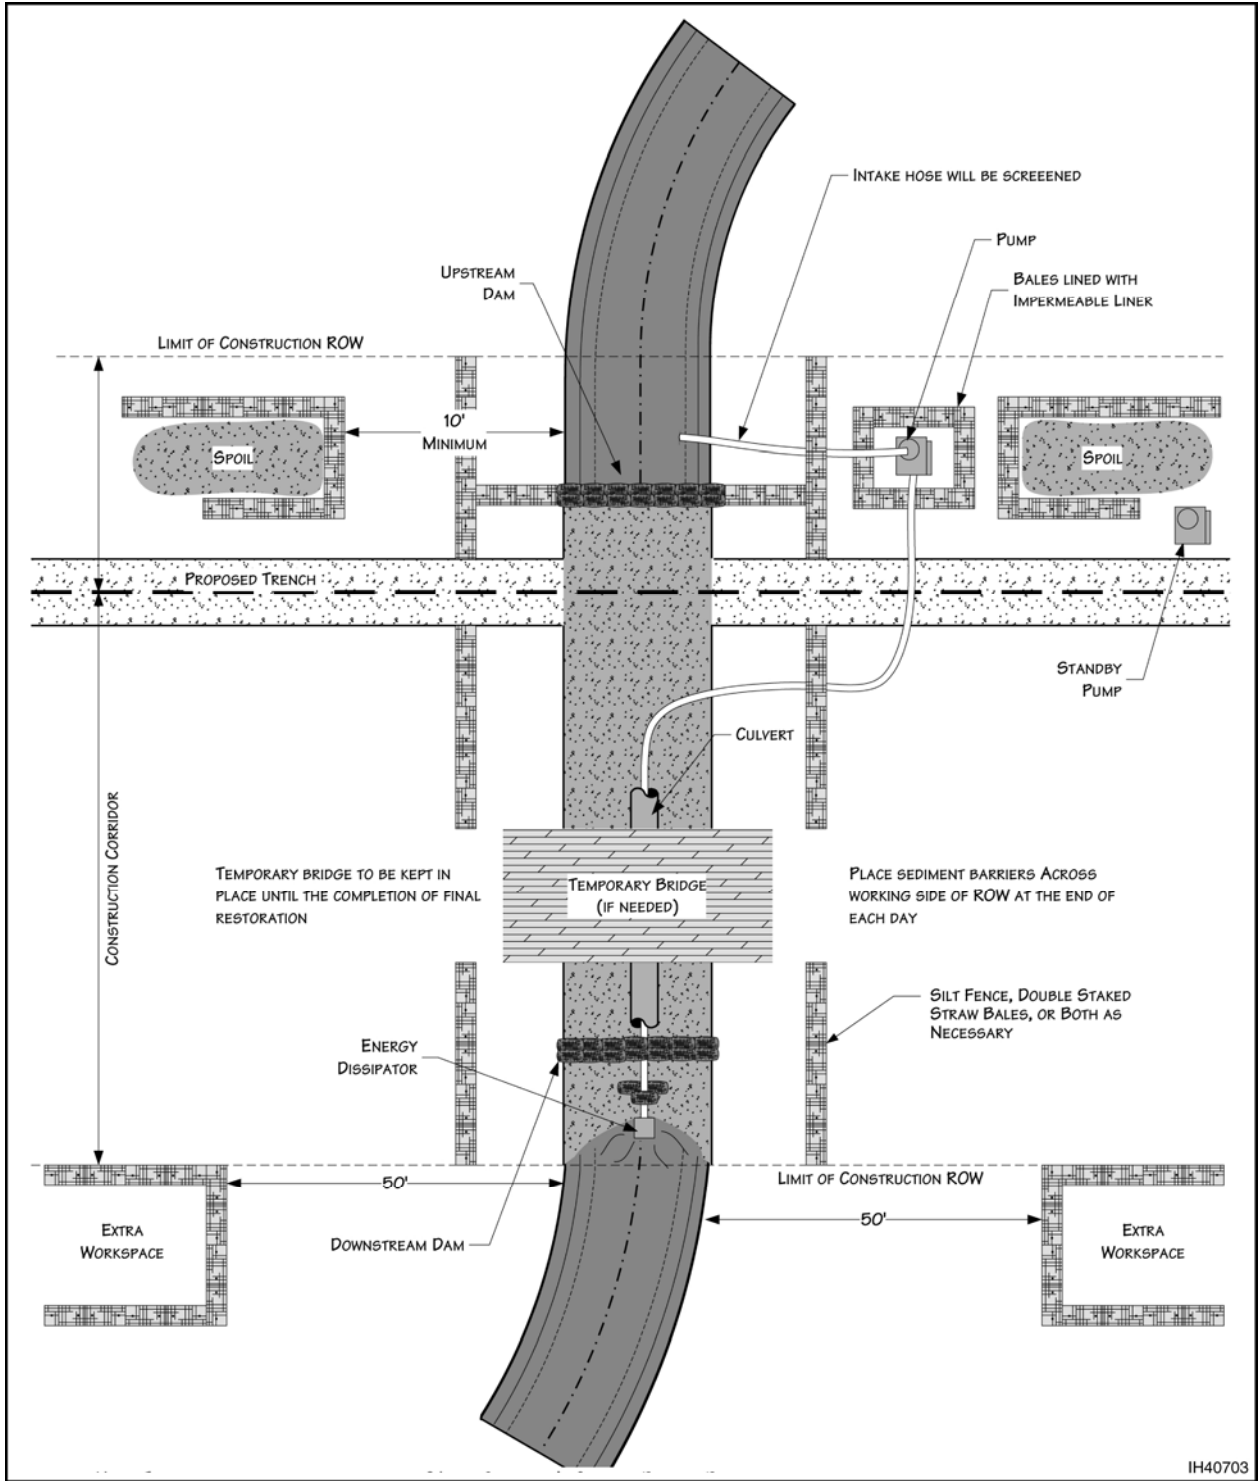 INTAKE HOSE WILL BE SCREEENED
PUMP
UPSTREAM
DAM
BALES LINED WITH
IMPERMEABLE LINER
LIMIT OF CONSTRUCTION ROW
10'
MINIMUM
SPOIL
SPOIL
PROPOSED TRENCH
STANDBY
PUMP
CULVERT
CONSTRUCTION CORRIDOR
TEMPORARY BRIDGE TO BE KEPT IN
PLACE UNTIL THE COMPLETION OF FINAL
RESTORATION
TEMPORARY BRIDGE
(IF NEEDED)
PLACE SEDIMENT BARRIERS ACROSS
WORKING SIDE OF ROW AT THE END OF
EACH DAY
SILT FENCE, DOUBLE STAKED
STRAW BALES, OR BOTH AS
NECESSARY
ENERGY
DISSIPATOR
LIMIT OF CONSTRUCTION ROW
50'
50'
EXTRA
WORKSPACE
DOWNSTREAM DAM
EXTRA
WORKSPACE
IH40703